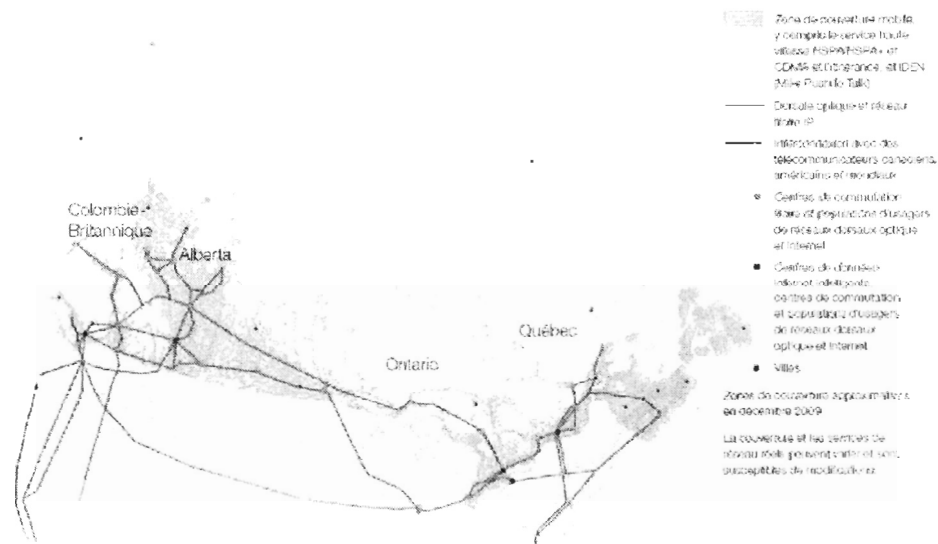 Zone de couverture mobile,
y compris le service haute
vitesse HSPA/HSPA+ et
CDMA et l'itinérance, et iDEN
(Mike Push to Talk)
Dorsale optique et réseau
fibre IP
Interconnexion avec des
télécommunicateurs canadiens,
américains et mondiaux
Centres de commutation
et populations d'usagers
de réseaux dorsaux optique
et Internet
Centres de données
Internet intelligents,
centres de commutation
et populations d'usagers
de réseaux dorsaux
optique et Internet
Villes
Zones de couverture approximatives
en décembre 2009
La couverture et les services de
réseau réels peuvent varier et sont
susceptibles de modifications.
Colombie-
Britannique
Alberta
Ontario
Québec